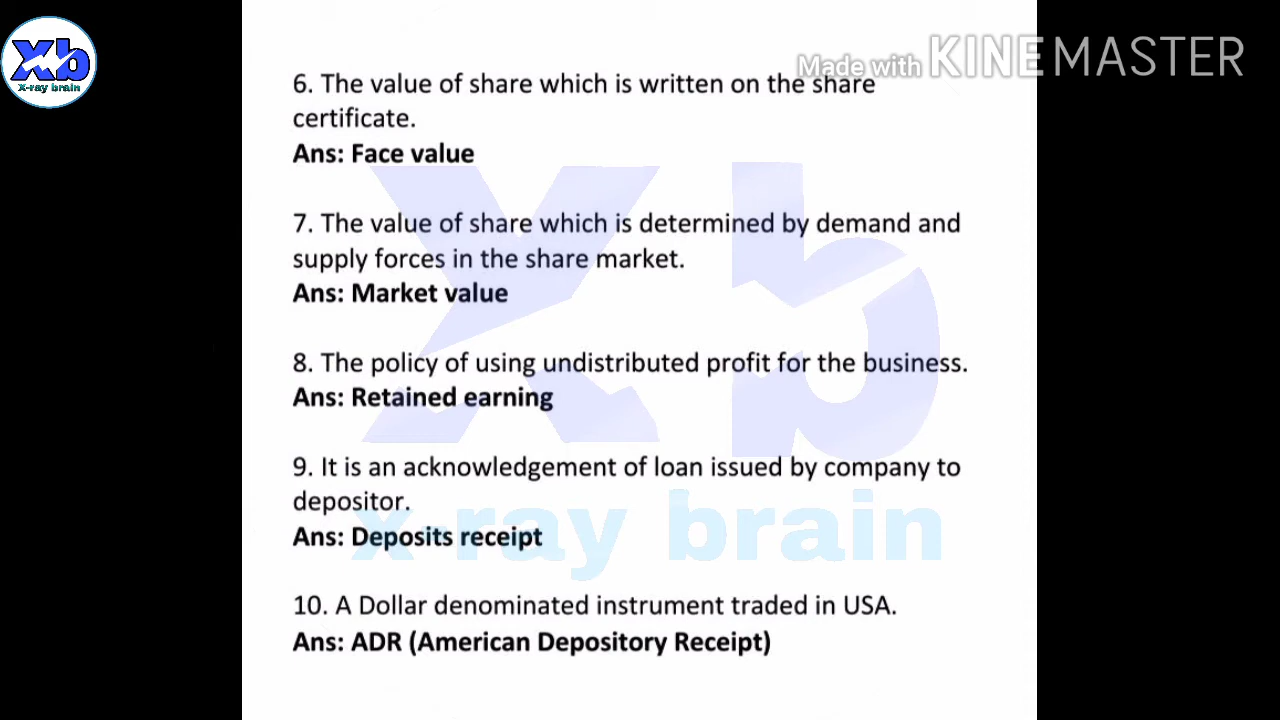 Xb
X-ray brain
Made with KINEMASTER
6. The value of share which is written on the share
certificate.
Ans: Face value
7. The value of share which is determined by demand and
supply forces in the share market.
Ans: Market value
8. The policy of using undistributed profit for the business.
Ans: Retained earning
9. It is an acknowledgement of loan issued by company to
depositor.
Ans: Deposits receipt
10. A Dollar denominated instrument traded in USA.
Ans: ADR (American Depository Receipt)
Xb
x-ray brain